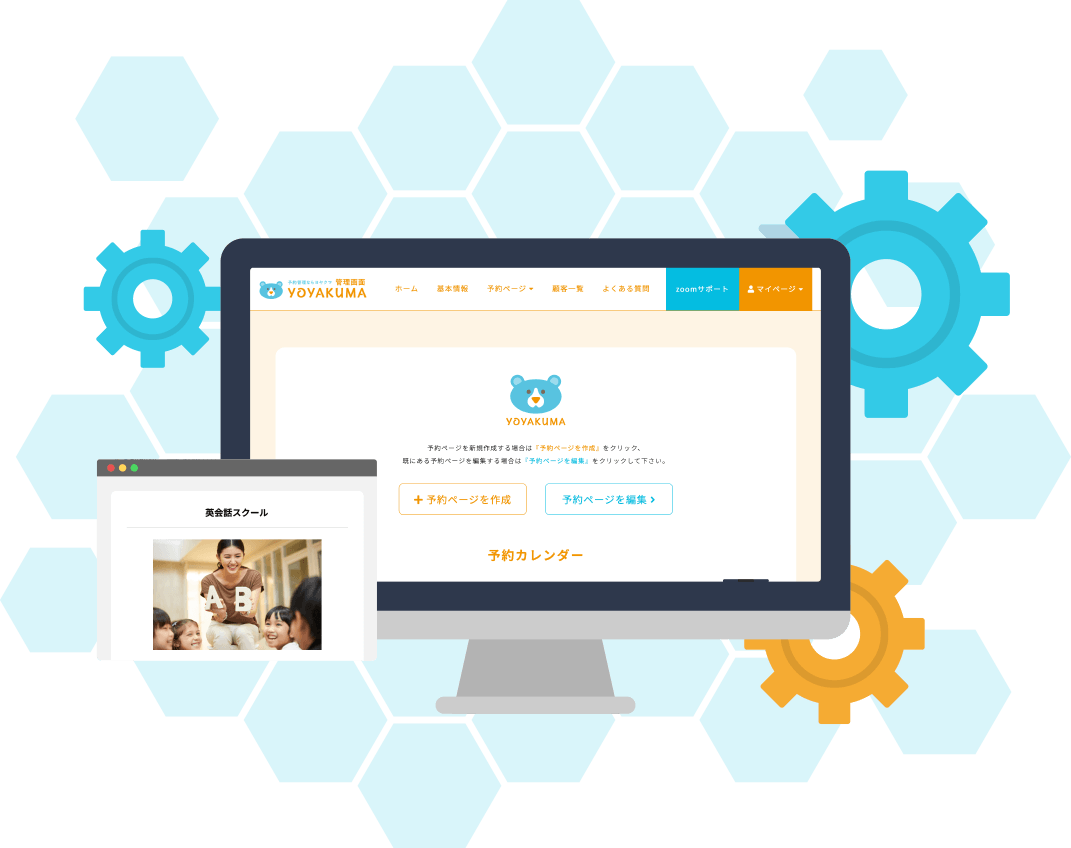 予約管理ならヨヤクマ 管理画面
YOYAKUMA
ホーム 基本情報 予約ページ 顧客一覧 よくある質問 zoomサポート マイページ
YOYAKUMA
予約ページを新規作成する場合は『予約ページを作成』をクリック、
既にある予約ページを編集する場合は『予約ページを編集』をクリックして下さい。
予約ページを作成 予約ページを編集
予約カレンダー
英会話スクール
A B